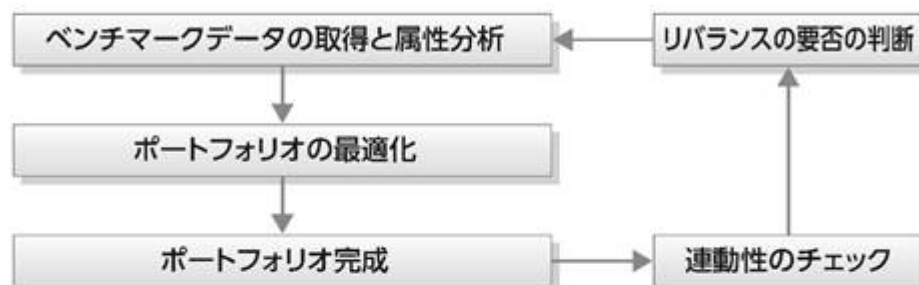 ベンチマークデータの取得と属性分析
リバランスの要否の判断
ポートフォリオの最適化
ポートフォリオ完成
連動性のチェック